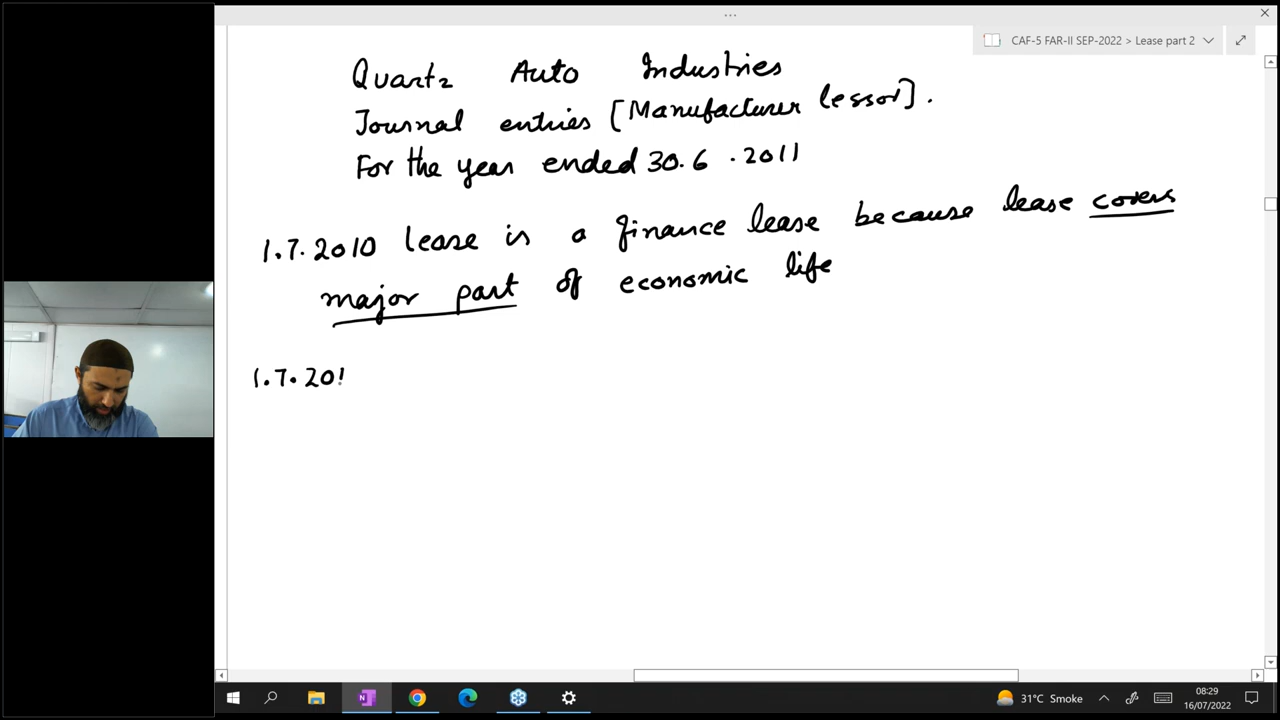 CAF-5 FAR-II SEP-2022 > Lease part 2
Quartz Auto Industries
Journal entries [Manufacturer lessor].
For the year ended 30.6.2011
1.7.2010 lease is a finance lease because lease covers
major part of economic life
1.7.201
31°C Smoke
08:29
16/07/2022